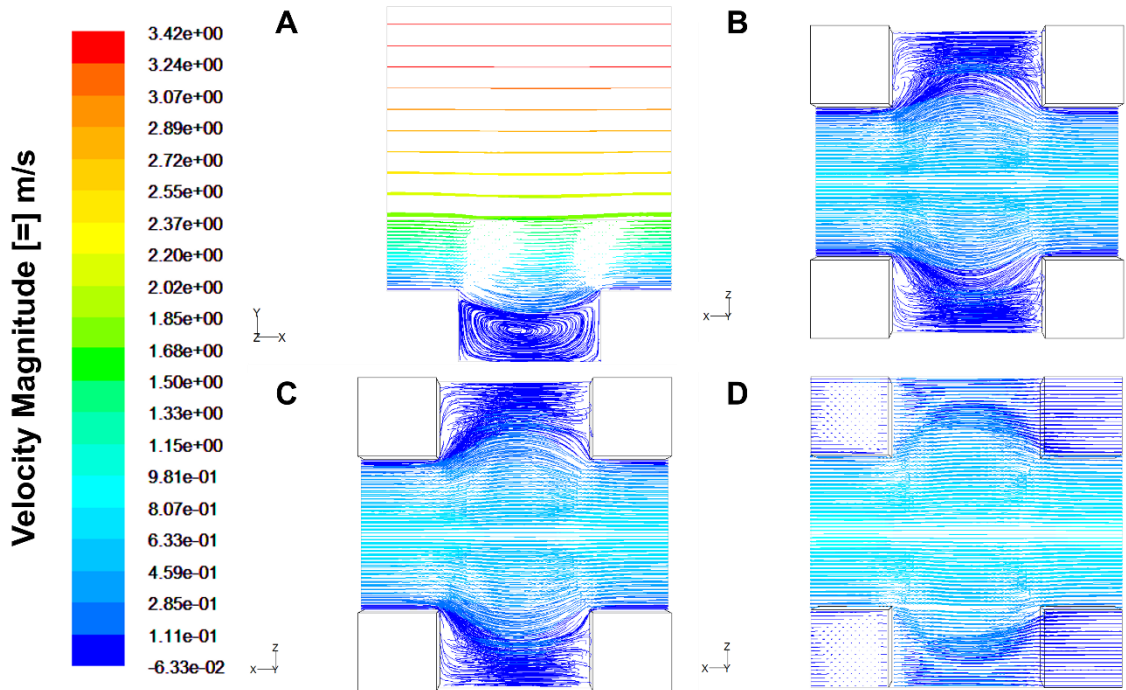 Velocity Magnitude [=] m/s
3.42e+00
3.24e+00
3.07e+00
2.89e+00
2.72e+00
2.55e+00
2.37e+00
2.20e+00
2.02e+00
1.85e+00
1.68e+00
1.50e+00
1.33e+00
1.15e+00
9.81e-01
8.07e-01
6.33e-01
4.59e-01
2.85e-01
1.11e-01
-6.33e-02
A
Y
Z X
B
Z
X Y
C
Z
X Y
D
Z
X Y